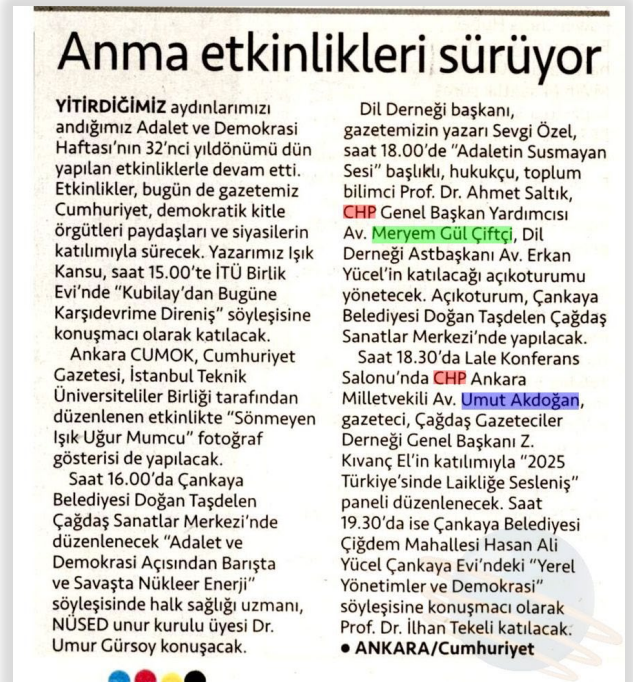 Anma etkinlikleri sürüyor
YİTİRDİĞİMİZ aydınlarımızı
andığımız Adalet ve Demokrasi
Haftası'nın 32'nci yıldönümü dün
yapılan etkinliklerle devam etti.
Etkinlikler, bugün de gazetemiz
Cumhuriyet, demokratik kitle
örgütleri paydaşları ve siyasilerin
katılımıyla sürecek. Yazarımız Işık
Kansu, saat 15.00'te İTÜ Birlik
Evi'nde “Kubilay'dan Bugüne
Karşıdevrime Direniş” söyleşisine
konuşmacı olarak katılacak.
Ankara CUMOK, Cumhuriyet
Gazetesi, İstanbul Teknik
Üniversiteliler Birliği tarafından
düzenlenen etkinlikte “Sönmeyen
Işık Uğur Mumcu” fotoğraf
gösterisi de yapılacak.
Saat 16.00'da Çankaya
Belediyesi Doğan Taşdelen
Çağdaş Sanatlar Merkezi'nde
düzenlenecek “Adalet ve
Demokrasi Açısından Barışta
ve Savaşta Nükleer Enerji”
söyleşisinde halk sağlığı uzmanı,
NÜSED unur kurulu üyesi Dr.
Umur Gürsoy konuşacak.
Dil Derneği başkanı,
gazetemizin yazarı Sevgi Özel,
saat 18.00'de “Adaletin Susmayan
Sesi” başlıklı, hukukçu, toplum
bilimci Prof. Dr. Ahmet Saltık,
CHP Genel Başkan Yardımcısı
Av. Meryem Gül Çiftçi, Dil
Derneği Astbaşkanı Av. Erkan
Yücel'in katılacağı açıkoturumu
yönetecek. Açıkoturum, Çankaya
Belediyesi Doğan Taşdelen Çağdaş
Sanatlar Merkezi'nde yapılacak.
Saat 18.30'da Lale Konferans
Salonu'nda CHP Ankara
Milletvekili Av. Umut Akdoğan,
gazeteci, Çağdaş Gazeteciler
Derneği Genel Başkanı Z.
Kıvanç El'in katılımıyla “2025
Türkiye'sinde Laikliğe Sesleniş”
paneli düzenlenecek. Saat
19.30'da ise Çankaya Belediyesi
Çiğdem Mahallesi Hasan Ali
Yücel Çankaya Evi'ndeki “Yerel
Yönetimler ve Demokrasi”
söyleşisine konuşmacı olarak
Prof. Dr. İlhan Tekeli katılacak.
● ANKARA/Cumhuriyet